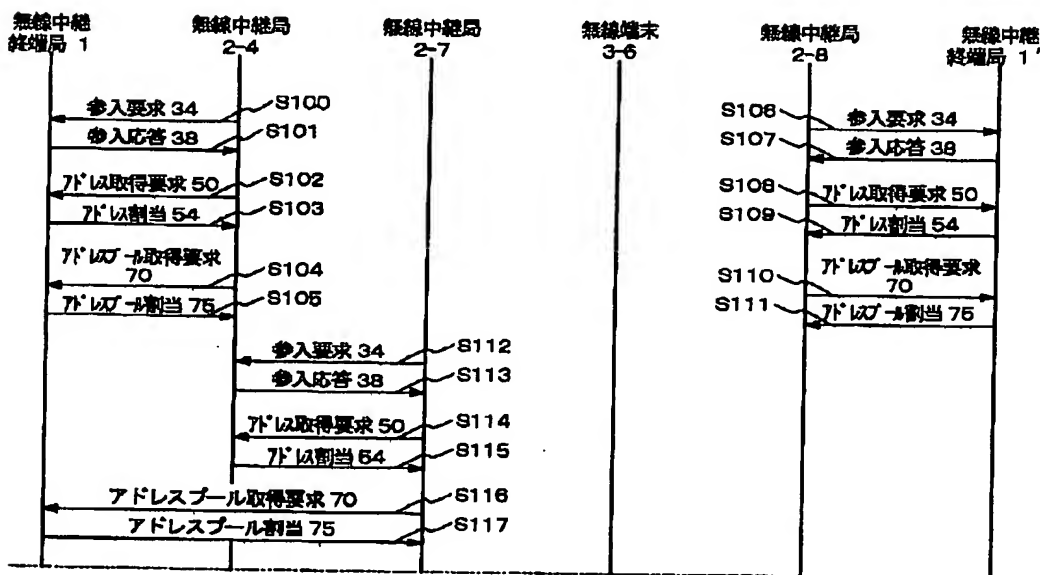 無線中継
終端局 1
無線中継局
2-4
無線中継局
2-7
無線端末
3-6
無線中継局
2-8
無線中継
終端局 1'
参入要求 34
S100
参入応答 38
S101
アドレス取得要求 50
S102
アドレス割当 54
S103
アドレスプール取得要求
70
S104
アドレスプール割当 75
S105
S106
参入要求 34
S107
参入応答 38
S108
アドレス取得要求 50
S109
アドレス割当 54
S110
アドレスプール取得要求
70
S111
アドレスプール割当 75
参入要求 34
S112
参入応答 38
S113
アドレス取得要求 50
S114
アドレス割当 54
S115
アドレスプール取得要求 70
S116
アドレスプール割当 75
S117